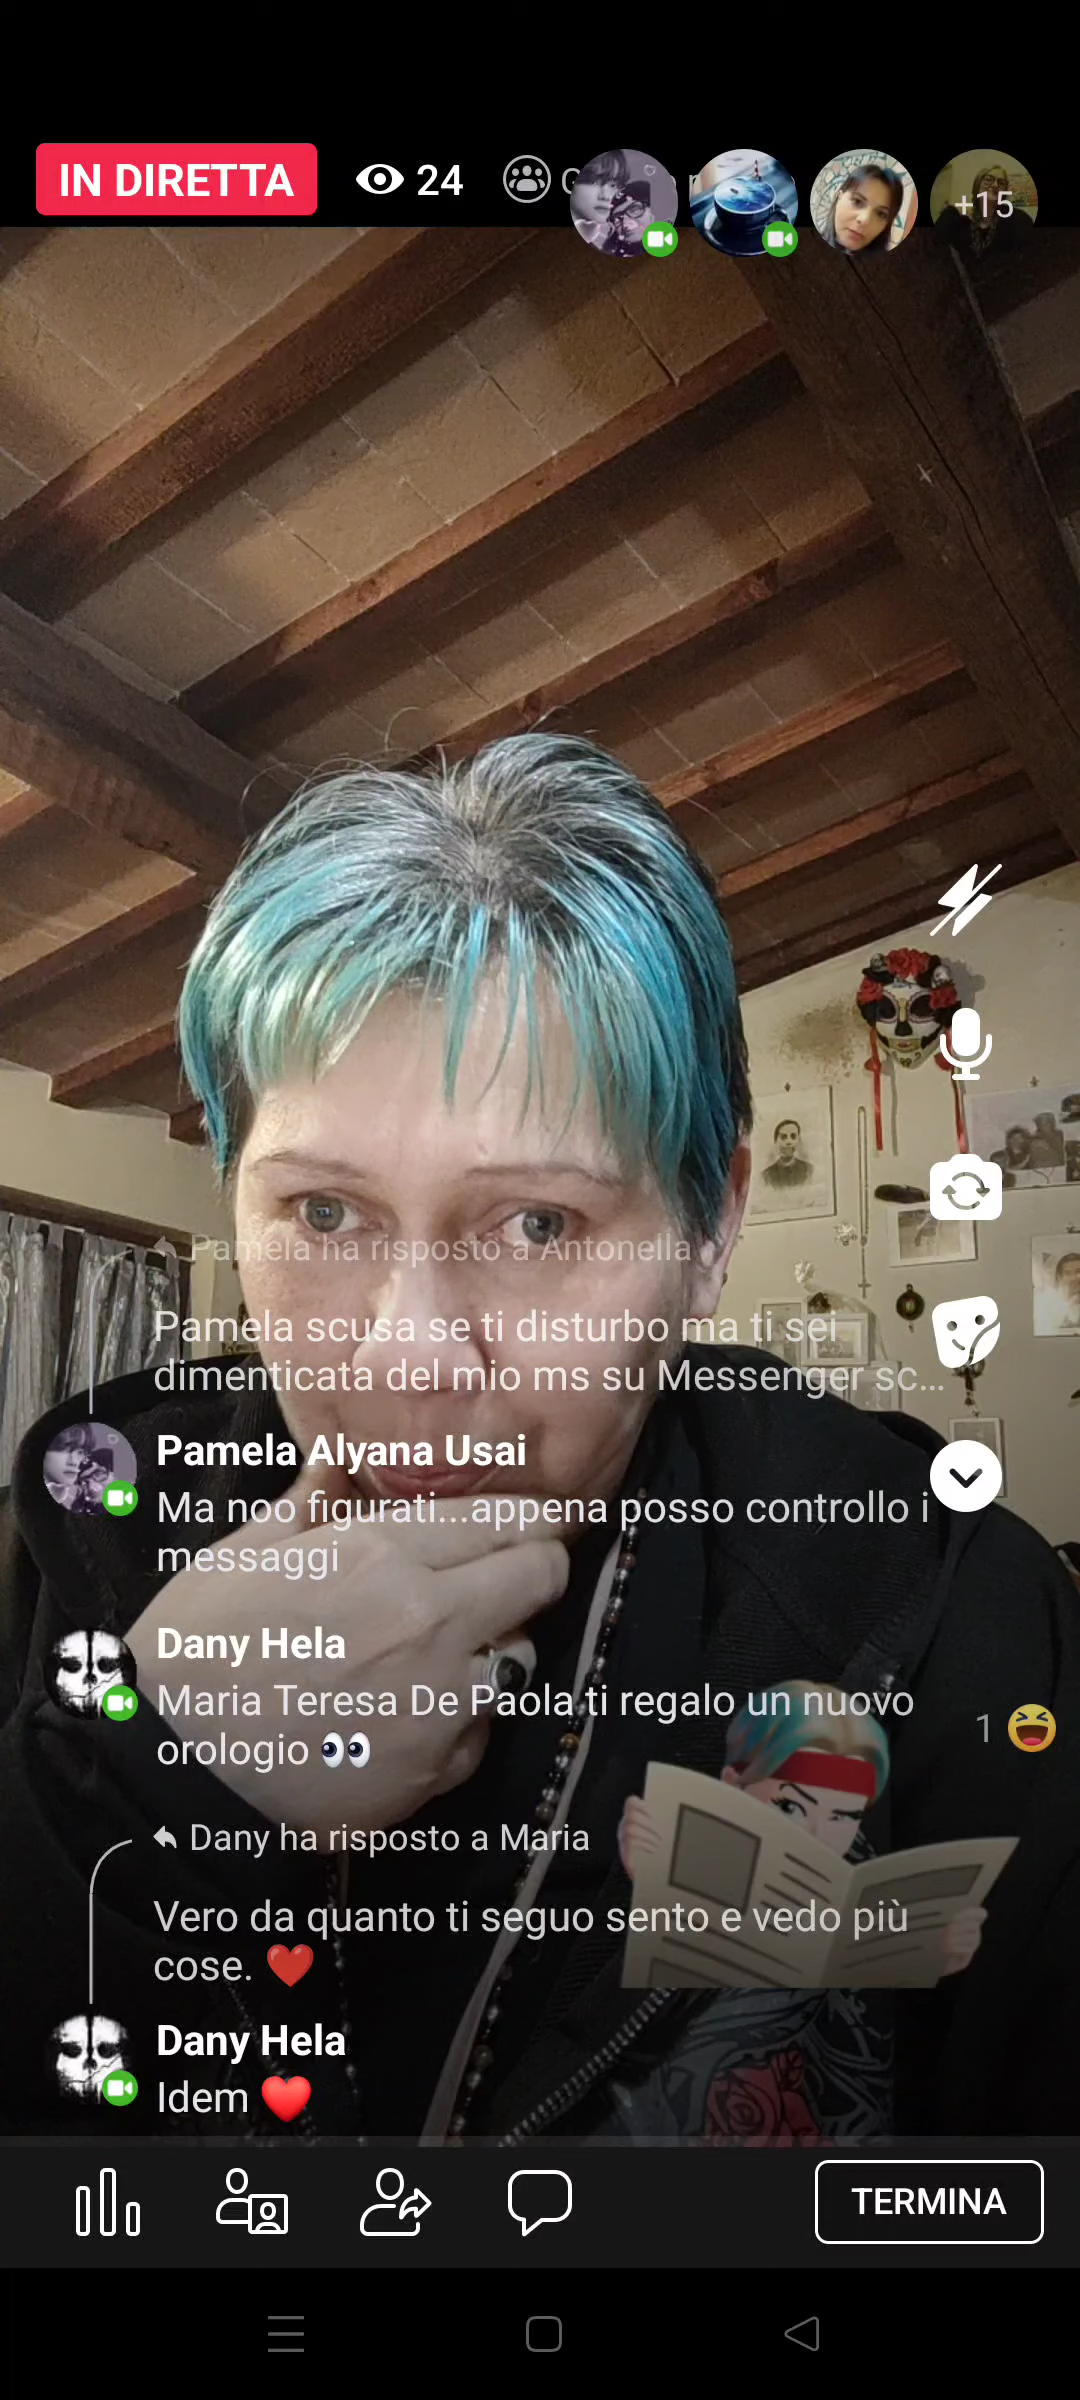 IN DIRETTA
24
+15
Pamela ha risposto a Antonella
Pamela scusa se ti disturbo ma ti sei
dimenticata del mio ms su Messenger sc...
Pamela Alyana Usai
Ma noo figurati...appena posso controllo i
messaggi
Dany Hela
Maria Teresa De Paola ti regalo un nuovo
orologio 👀
1 😆
Dany ha risposto a Maria
Vero da quanto ti seguo sento e vedo più
cose. ❤️
Dany Hela
Idem ❤️
TERMINA